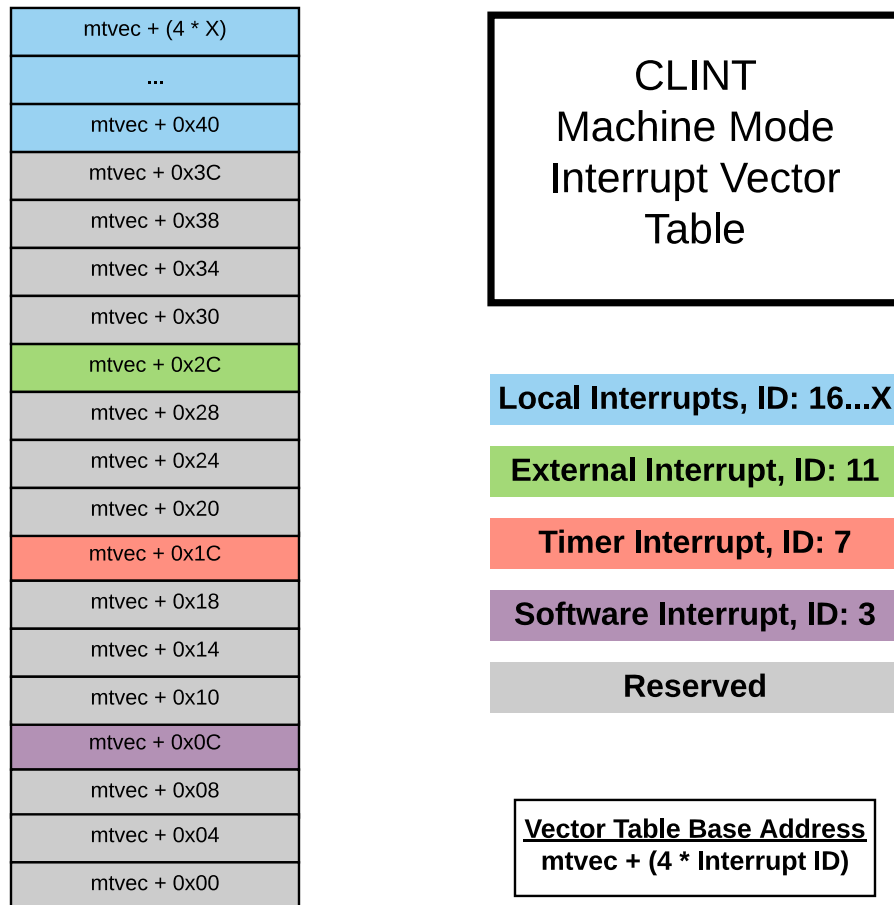 mtvec + (4 * X)
...
mtvec + 0x40
mtvec + 0x3C
mtvec + 0x38
mtvec + 0x34
mtvec + 0x30
mtvec + 0x2C
mtvec + 0x28
mtvec + 0x24
mtvec + 0x20
mtvec + 0x1C
mtvec + 0x18
mtvec + 0x14
mtvec + 0x10
mtvec + 0x0C
mtvec + 0x08
mtvec + 0x04
mtvec + 0x00
CLINT
Machine Mode
Interrupt Vector
Table
Local Interrupts, ID: 16...X
External Interrupt, ID: 11
Timer Interrupt, ID: 7
Software Interrupt, ID: 3
Reserved
Vector Table Base Address
mtvec + (4 * Interrupt ID)